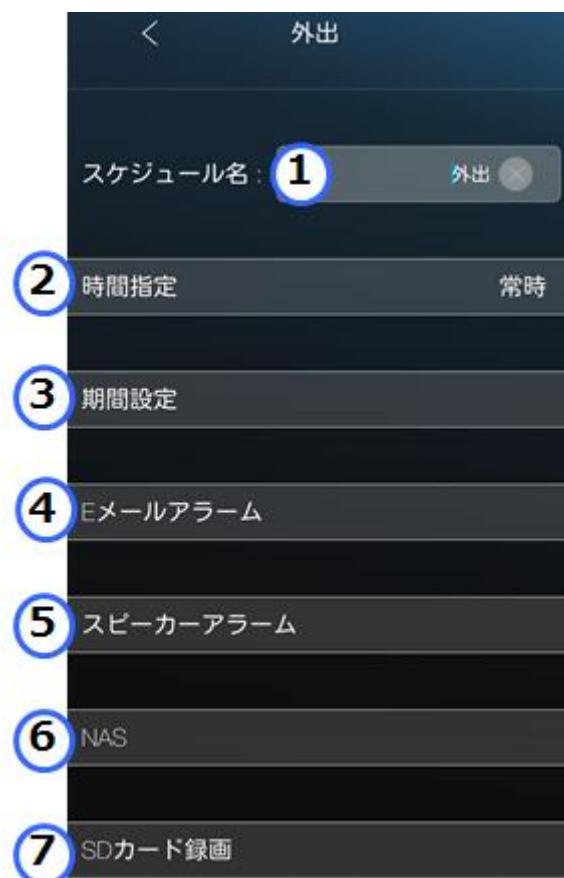 外出
スケジュール名 : 1 外出
2 時間指定 常時
3 期間設定
4 Eメールアラーム
5 スピーカーアラーム
6 NAS
7 SDカード録画